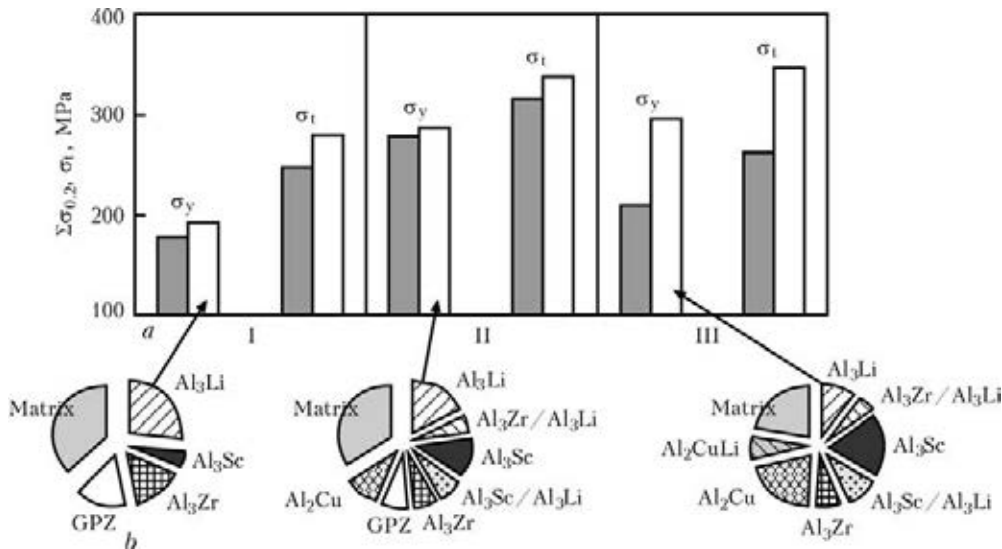 400
300
200
100
Σσ₀.₂, σₜ, MPa
σy
σₜ
σy
σₜ
σy
σₜ
a
I
II
III
Matrix
Al₃Li
Al₃Sc
Al₃Zr
GPZ
b
Matrix
Al₃Li
Al₃Zr/Al₃Li
Al₃Sc
Al₃Sc/Al₃Li
Al₃Zr
GPZ
Al₂Cu
Matrix
Al₃Li
Al₃Zr/Al₃Li
Al₃Sc
Al₃Sc/Al₃Li
Al₃Zr
Al₂Cu
Al₂CuLi